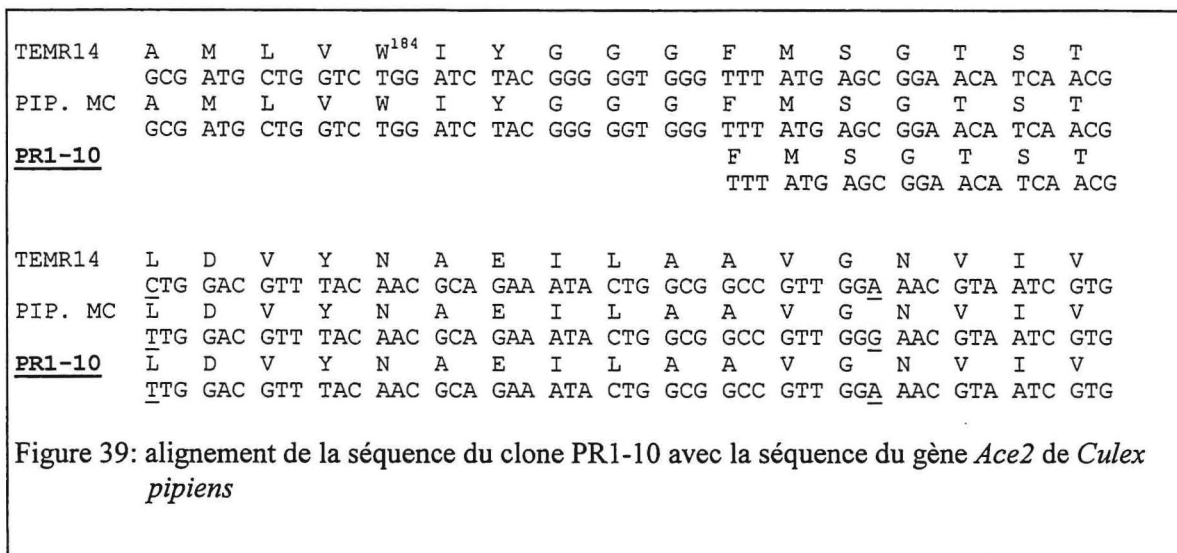 TEMR14 A M L V W184 I Y G G G F M S G T S T
GCG ATG CTG GTC TGG ATC TAC GGG GGT GGG TTT ATG AGC GGA ACA TCA ACG
PIP. MC A M L V W I Y G G G F M S G T S T
GCG ATG CTG GTC TGG ATC TAC GGG GGT GGG TTT ATG AGC GGA ACA TCA ACG
PR1-10 F M S G T S T
TTT ATG AGC GGA ACA TCA ACG
TEMR14 L D V Y N A E I L A A V G N V I V
CTG GAC GTT TAC AAC GCA GAA ATA CTG GCG GCC GTT GGA AAC GTA ATC GTG
PIP. MC L D V Y N A E I L A A V G N V I V
TTG GAC GTT TAC AAC GCA GAA ATA CTG GCG GCC GTT GGG AAC GTA ATC GTG
PR1-10 L D V Y N A E I L A A V G N V I V
TTG GAC GTT TAC AAC GCA GAA ATA CTG GCG GCC GTT GGA AAC GTA ATC GTG
Figure 39: alignement de la séquence du clone PR1-10 avec la séquence du gène Ace2 de Culex
pipiens